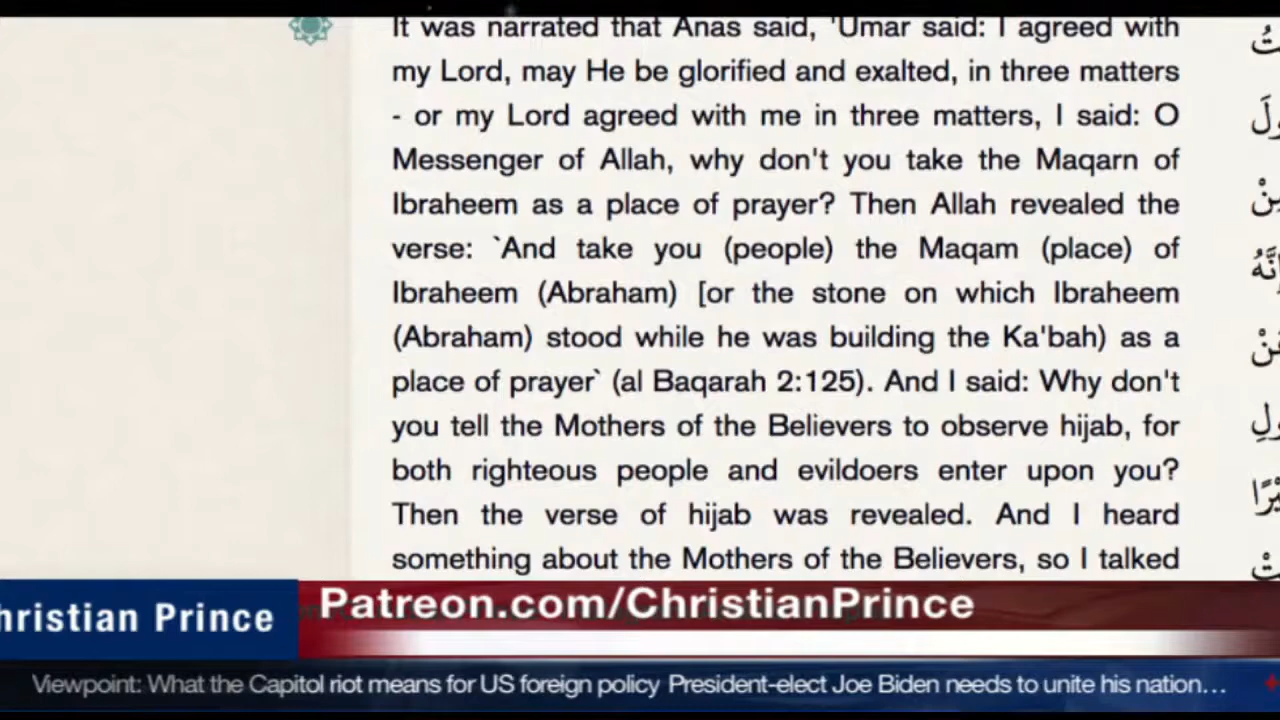 It was narrated that Anas said, 'Umar said: I agreed with
my Lord, may He be glorified and exalted, in three matters
- or my Lord agreed with me in three matters, I said: O
Messenger of Allah, why don't you take the Maqarn of
Ibraheem as a place of prayer? Then Allah revealed the
verse: `And take you (people) the Maqam (place) of
Ibraheem (Abraham) [or the stone on which Ibraheem
(Abraham) stood while he was building the Ka'bah) as a
place of prayer` (al Baqarah 2:125). And I said: Why don't
you tell the Mothers of the Believers to observe hijab, for
both righteous people and evildoers enter upon you?
Then the verse of hijab was revealed. And I heard
something about the Mothers of the Believers, so I talked
hristian Prince
Patreon.com/ChristianPrince
Viewpoint: What the Capitol riot means for US foreign policy President-elect Joe Biden needs to unite his nation…